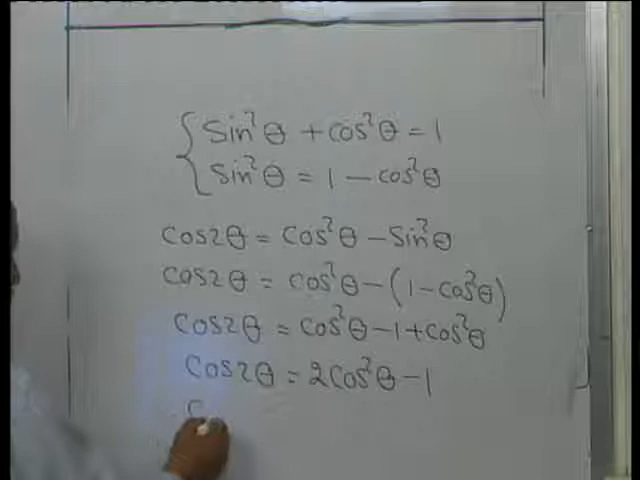 sin²θ + cos²θ = 1
sin²θ = 1 − cos²θ
cos2θ = cos²θ − sin²θ
cos2θ = cos²θ − (1 − cos²θ)
cos2θ = cos²θ − 1 + cos²θ
cos2θ = 2cos²θ − 1